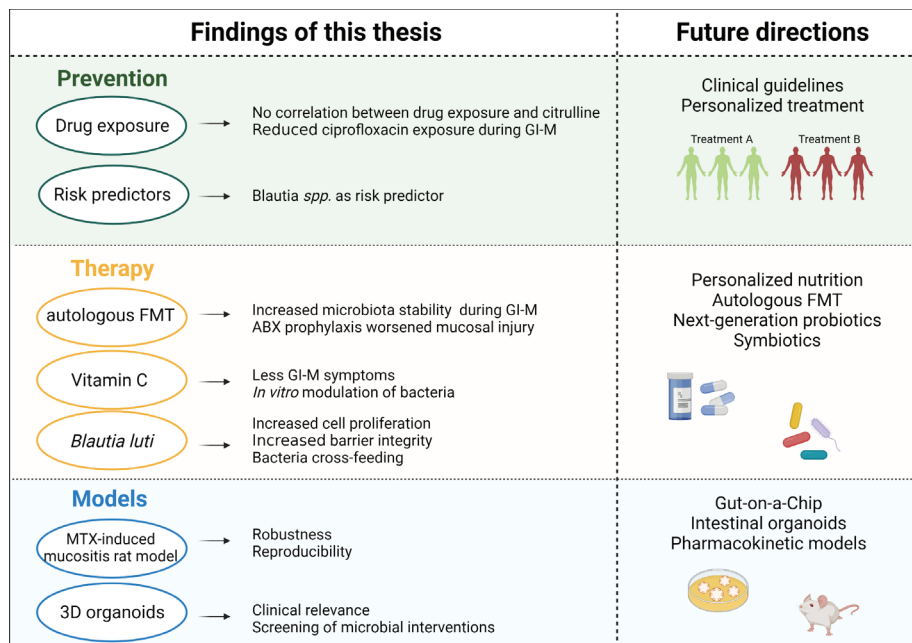 Findings of this thesis
Future directions
Prevention
Drug exposure
No correlation between drug exposure and citrulline
Reduced ciprofloxacin exposure during GI-M
Risk predictors
Blautia spp. as risk predictor
Clinical guidelines
Personalized treatment
Treatment A
Treatment B
Therapy
autologous FMT
Increased microbiota stability during GI-M
ABX prophylaxis worsened mucosal injury
Vitamin C
Less GI-M symptoms
In vitro modulation of bacteria
Blautia luti
Increased cell proliferation
Increased barrier integrity
Bacteria cross-feeding
Personalized nutrition
Autologous FMT
Next-generation probiotics
Symbiotics
Models
MTX-induced
mucositis rat model
Robustness
Reproducibility
3D organoids
Clinical relevance
Screening of microbial interventions
Gut-on-a-Chip
Intestinal organoids
Pharmacokinetic models